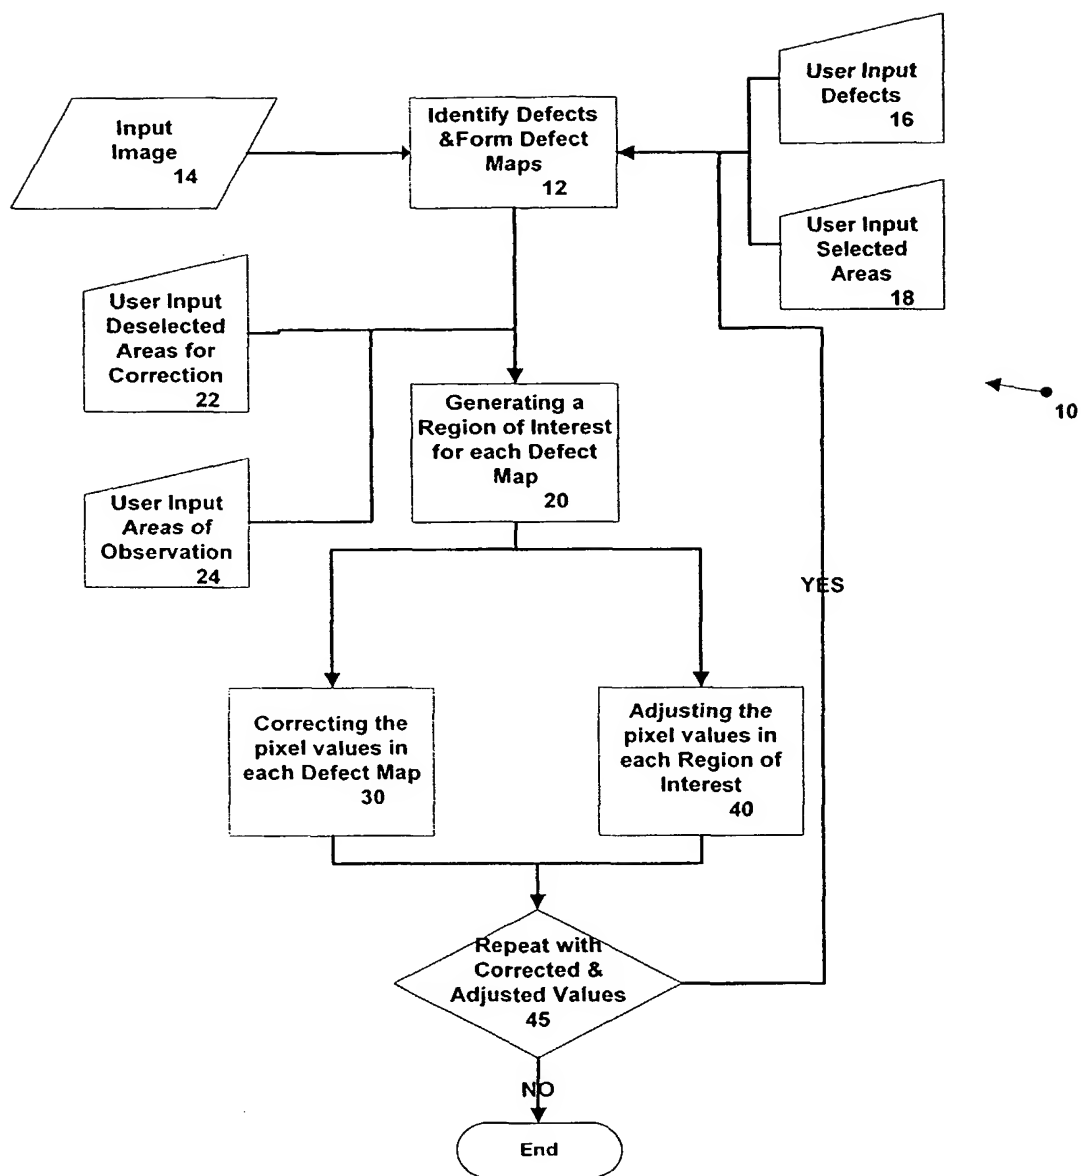 User Input
Defects
16
Input
Image
14
Identify Defects
&Form Defect
Maps
12
User Input
Selected
Areas
18
User Input
Deselected
Areas for
Correction
22
Generating a
Region of Interest
for each Defect
Map
20
10
User Input
Areas of
Observation
24
YES
Correcting the
pixel values in
each Defect Map
30
Adjusting the
pixel values in
each Region of
Interest
40
Repeat with
Corrected &
Adjusted Values
45
NO
End